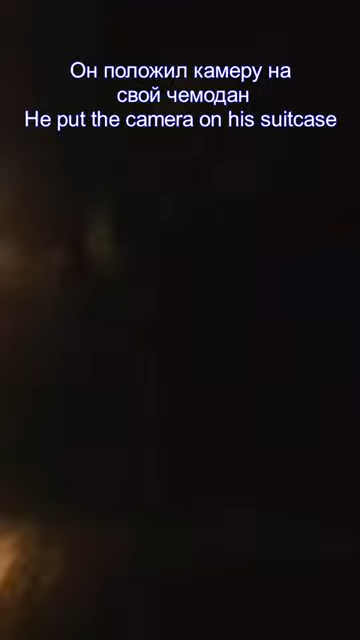 Он положил камеру на
свой чемодан
He put the camera on his suitcase